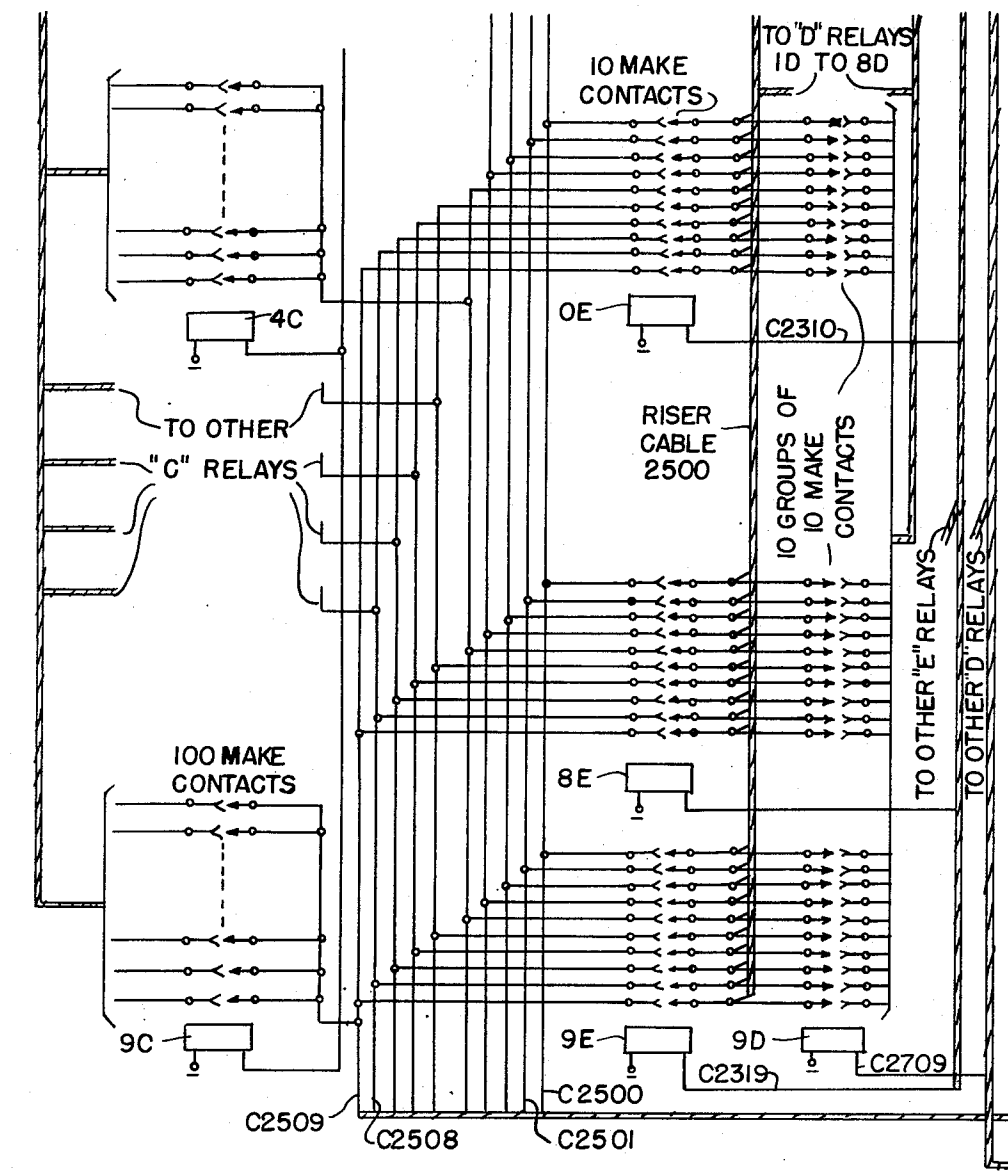 TO "D" RELAYS
1D TO 8D
10 MAKE
CONTACTS
4C
OE
C2310
TO OTHER
"C" RELAYS
RISER
CABLE
2500
10 GROUPS OF
10 MAKE
CONTACTS
TO OTHER "E" RELAYS
TO OTHER "D" RELAYS
100 MAKE
CONTACTS
8E
9C
9E
9D
C2709
C2319
C2500
C2509
C2508
C2501